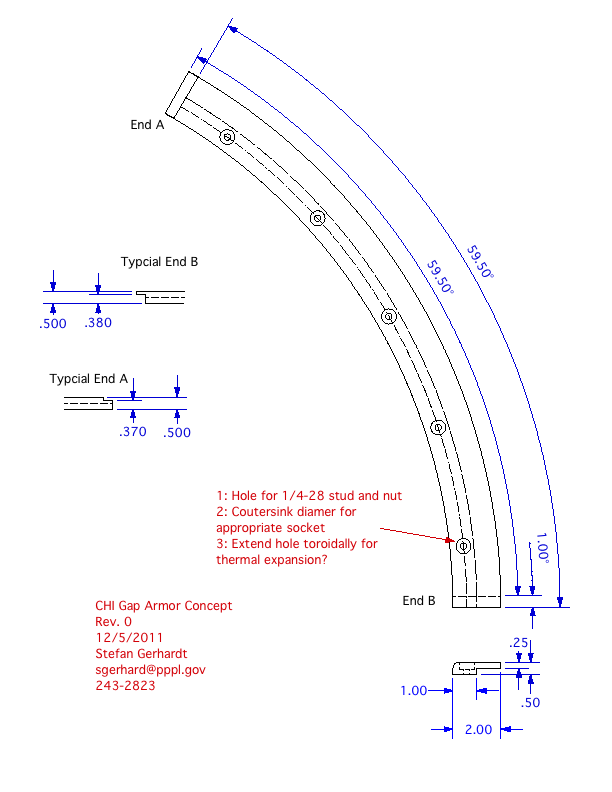 End A
59.50°
59.50°
Typcial End B
.500
.380
Typcial End A
.370
.500
1: Hole for 1/4-28 stud and nut
2: Coutersink diamer for
appropriate socket
3: Extend hole toroidally for
thermal expansion?
1.00°
End B
CHI Gap Armor Concept
Rev. 0
12/5/2011
Stefan Gerhardt
sgerhard@pppl.gov
243-2823
.25
1.00
.50
2.00